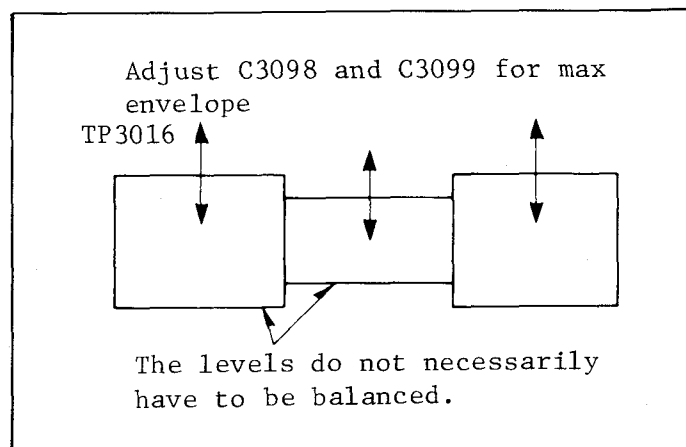 Adjust C3098 and C3099 for max
envelope
TP3016
The levels do not necessarily
have to be balanced.